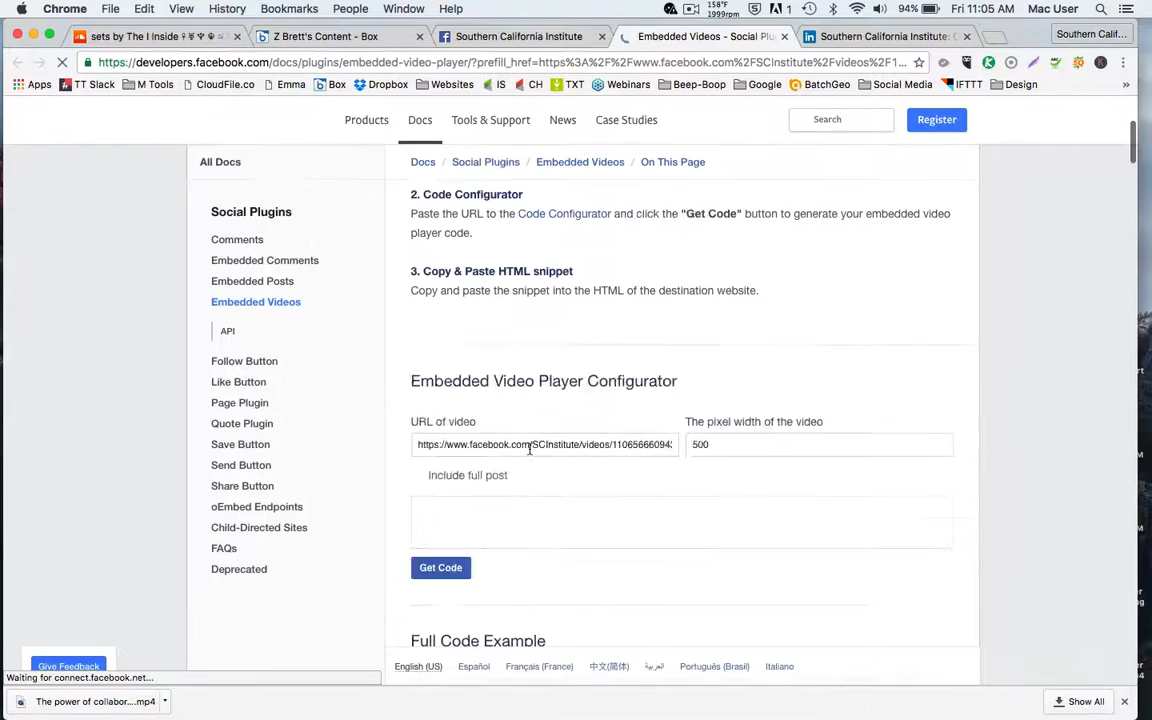 Chrome File Edit View History Bookmarks People Window Help 158°F 1999rpm 1 94% Fri 11:05 AM Mac User
sets by The I Inside × Z Brett's Content - Box × Southern California Institute × Embedded Videos - Social Plu × Southern California Institute: C × Southern Calif...
https://developers.facebook.com/docs/plugins/embedded-video-player/?prefill_href=https%3A%2F%2Fwww.facebook.com%2FSCInstitute%2Fvideos%2F1...
Apps TT Slack M Tools CloudFile.co Emma Box Dropbox Websites IS CH TXT Webinars Beep-Boop Google BatchGeo Social Media IFTTT Design »
Products Docs Tools & Support News Case Studies Search Register
All Docs
Docs / Social Plugins / Embedded Videos / On This Page
Social Plugins
Comments
Embedded Comments
Embedded Posts
Embedded Videos
API
Follow Button
Like Button
Page Plugin
Quote Plugin
Save Button
Send Button
Share Button
oEmbed Endpoints
Child-Directed Sites
FAQs
Deprecated
2. Code Configurator
Paste the URL to the Code Configurator and click the "Get Code" button to generate your embedded video
player code.
3. Copy & Paste HTML snippet
Copy and paste the snippet into the HTML of the destination website.
Embedded Video Player Configurator
URL of video The pixel width of the video
https://www.facebook.com/SCInstitute/videos/1106566609４ 500
Include full post
Get Code
Full Code Example
Give Feedback
English (US) Español Français (France) 中文(简体) العربية Português (Brasil) Italiano
Waiting for connect.facebook.net...
The power of collabor....mp4 Show All ×